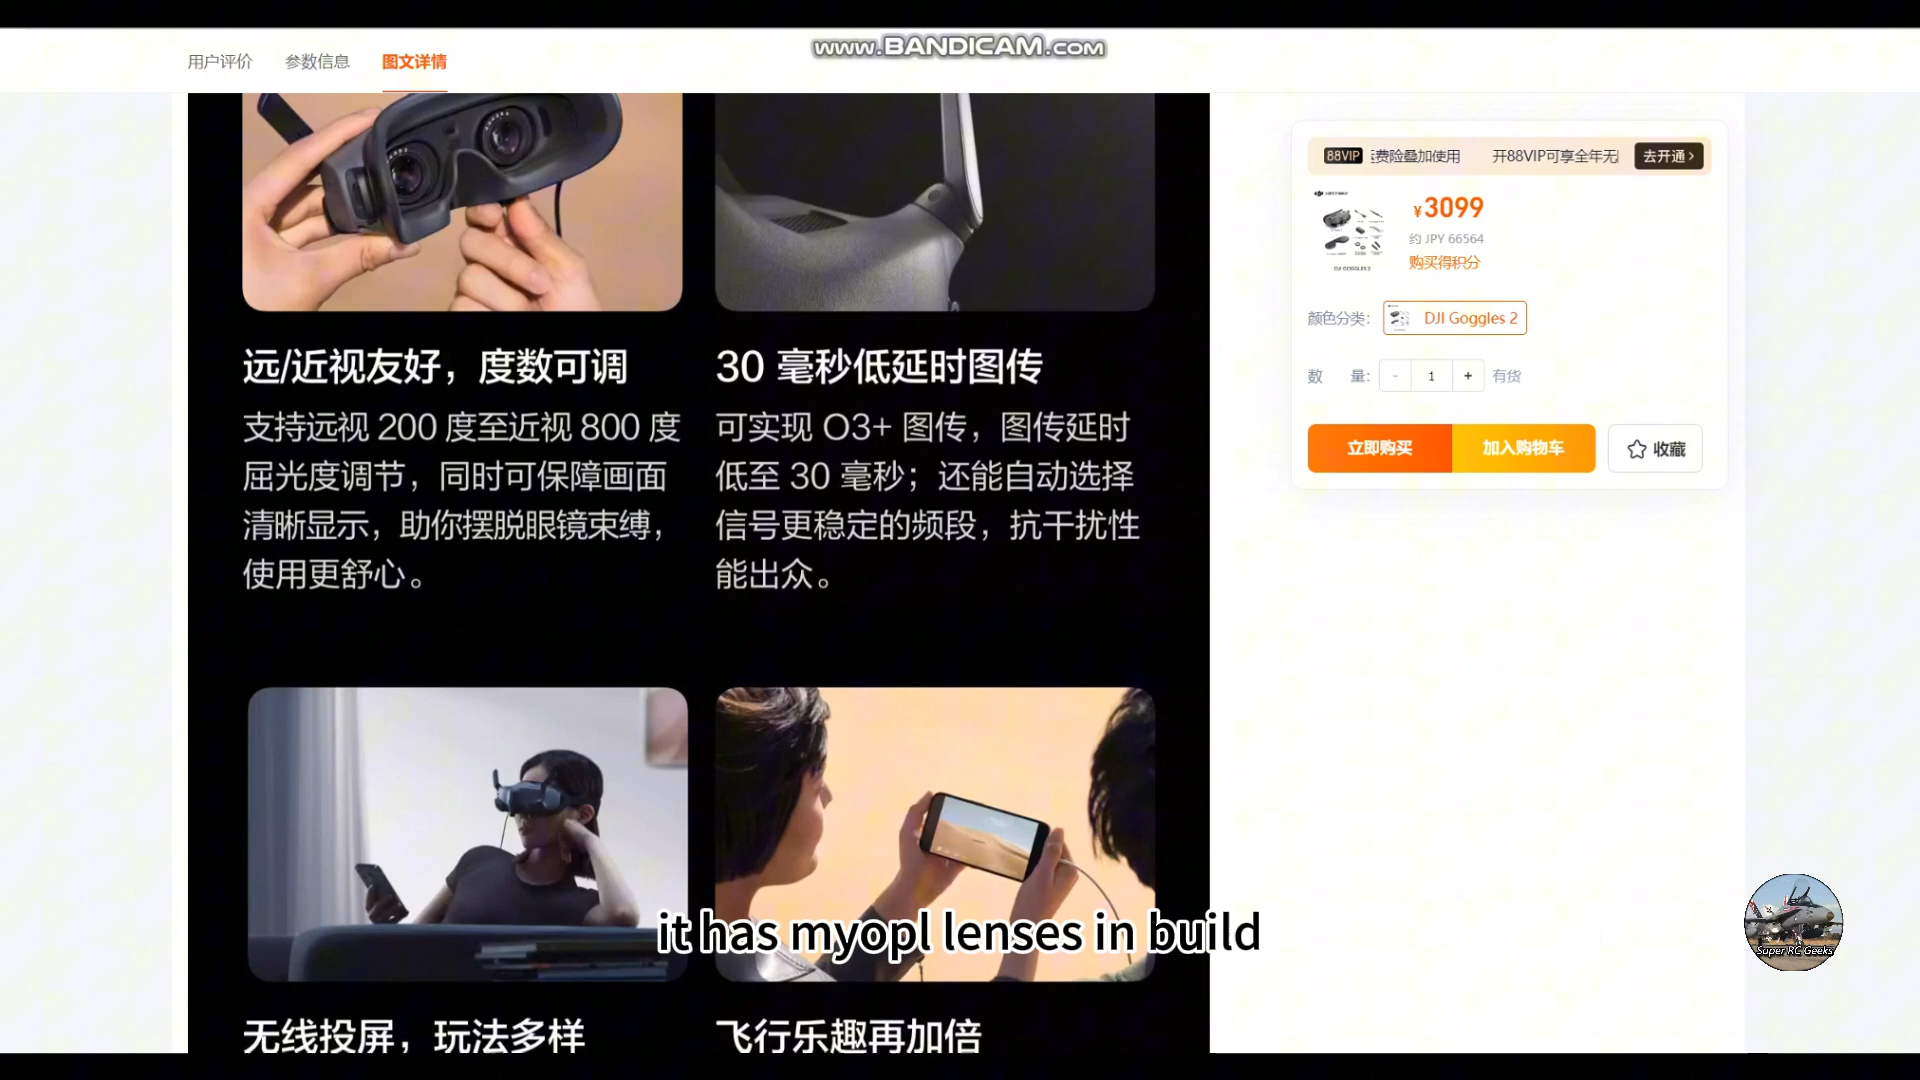 www.BANDICAM.com
用户评价
参数信息
图文详情
88VIP
费险叠加使用
开88VIP可享全年无
去开通 ›
¥3099
约 JPY 66564
购买得积分
DJI GOGGLES 2
颜色分类:
DJI Goggles 2
数 量:
-
1
+
有货
立即购买
加入购物车
收藏
远/近视友好，度数可调
支持远视 200 度至近视 800 度
屈光度调节，同时可保障画面
清晰显示，助你摆脱眼镜束缚，
使用更舒心。
30 毫秒低延时图传
可实现 O3+ 图传，图传延时
低至 30 毫秒；还能自动选择
信号更稳定的频段，抗干扰性
能出众。
it has myopl lenses in build
Super RC Geeks
无线投屏，玩法多样
飞行乐趣再加倍